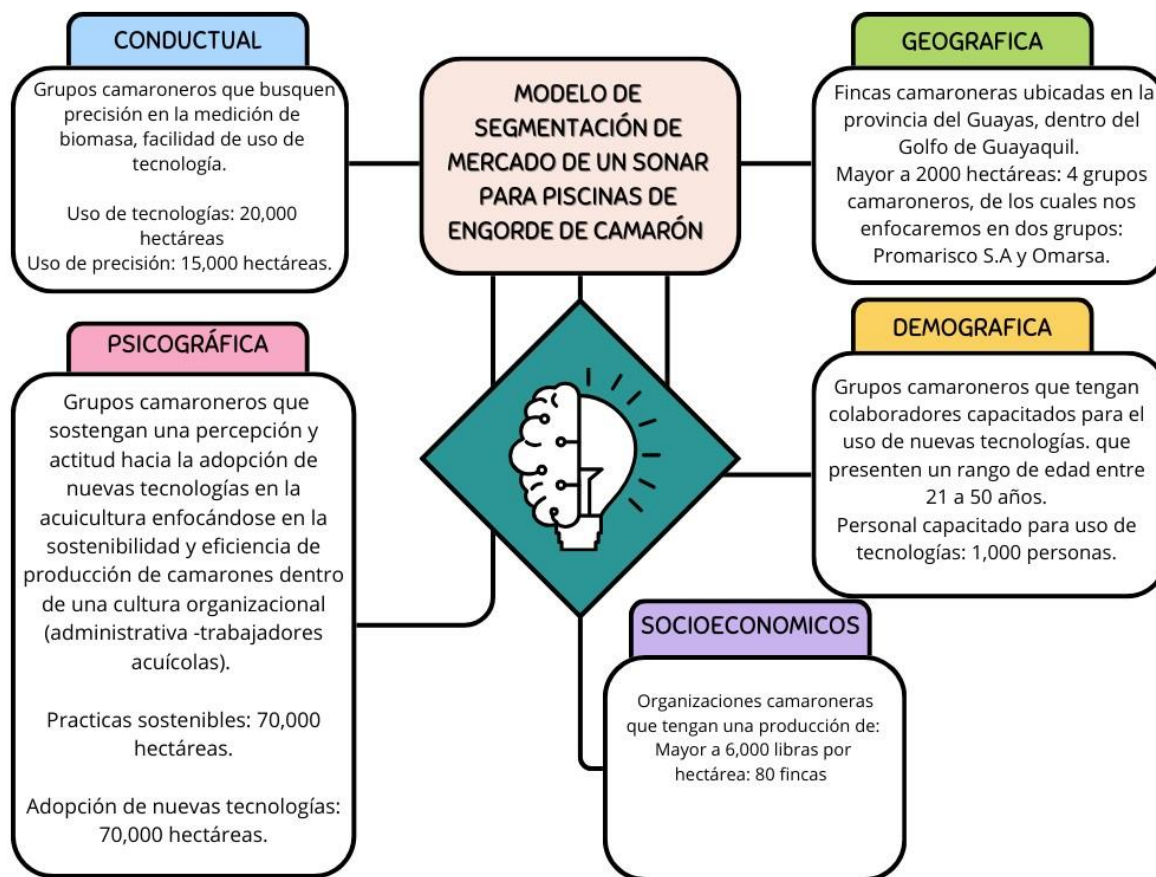 CONDUCTUAL
Grupos camaroneros que busquen
precisión en la medición de
biomasa, facilidad de uso de
tecnología.
Uso de tecnologías: 20,000
hectáreas
Uso de precisión: 15,000 hectáreas.
MODELO DE
SEGMENTACIÓN DE
MERCADO DE UN SONAR
PARA PISCINAS DE
ENGORDE DE CAMARÓN
GEOGRAFICA
Fincas camaroneras ubicadas en la
provincia del Guayas, dentro del
Golfo de Guayaquil.
Mayor a 2000 hectáreas: 4 grupos
camaroneros, de los cuales nos
enfocaremos en dos grupos:
Promarisco S.A y Omarsa.
PSICOGRÁFICA
Grupos camaroneros que
sostengan una percepción y
actitud hacia la adopción de
nuevas tecnologías en la
acuicultura enfocándose en la
sostenibilidad y eficiencia de
producción de camarones dentro
de una cultura organizacional
(administrativa -trabajadores
acuícolas).
Practicas sostenibles: 70,000
hectáreas.
Adopción de nuevas tecnologías:
70,000 hectáreas.
DEMOGRAFICA
Grupos camaroneros que tengan
colaboradores capacitados para el
uso de nuevas tecnologías. que
presenten un rango de edad entre
21 a 50 años.
Personal capacitado para uso de
tecnologías: 1,000 personas.
SOCIOECONOMICOS
Organizaciones camaroneras
que tengan una producción de:
Mayor a 6,000 libras por
hectárea: 80 fincas